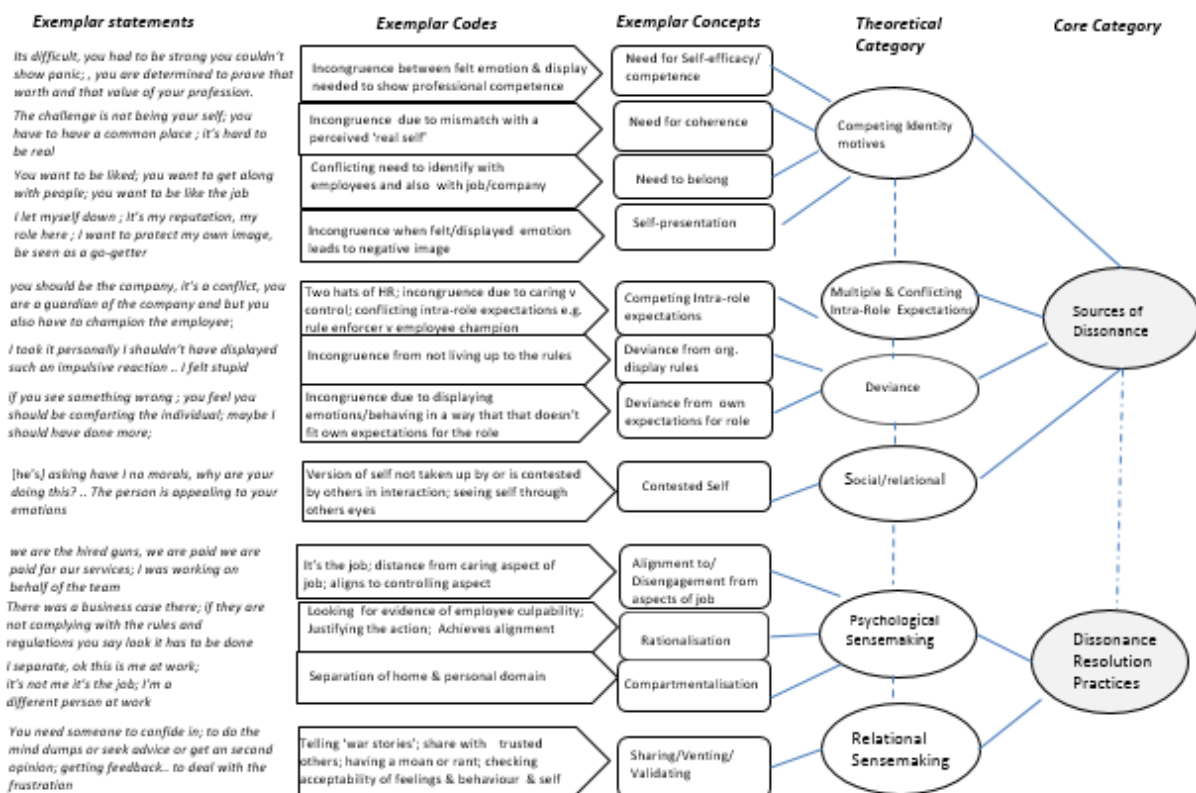 Exemplar statements
Exemplar Codes
Exemplar Concepts
Theoretical
Category
Core Category
Its difficult, you had to be strong you couldn't
show panic; , you are determined to prove that
worth and that value of your profession.
Incongruence between felt emotion & display
needed to show professional competence
Need for Self-efficacy/
competence
The challenge is not being your self; you
have to have a common place ; it's hard to
be real
Incongruence due to mismatch with a
perceived 'real self'
Need for coherence
Competing Identity
motives
You want to be liked; you want to get along
with people; you want to be like the job
Conflicting need to identify with
employees and also with job/company
Need to belong
I let myself down ; It's my reputation, my
role here ; I want to protect my own image,
be seen as a go-getter
Incongruence when felt/displayed emotion
leads to negative image
Self-presentation
you should be the company, it's a conflict, you
are a guardian of the company and but you
also have to champion the employee;
Two hats of HR; incongruence due to caring v
control; conflicting intra-role expectations e.g.
rule enforcer v employee champion
Competing Intra-role
expectations
Multiple & Conflicting
Intra-Role Expectations
Sources of
Dissonance
I took it personally I shouldn't have displayed
such an impulsive reaction .. I felt stupid
Incongruence from not living up to the rules
Deviance from org.
display rules
Deviance
if you see something wrong ; you feel you
should be comforting the individual; maybe I
should have done more;
Incongruence due to displaying
emotions/behaving in a way that that doesn't
fit own expectations for the role
Deviance from own
expectations for role
[he's] asking have I no morals, why are your
doing this? .. The person is appealing to your
emotions
Version of self not taken up by or is contested
by others in interaction; seeing self through
others eyes
Contested Self
Social/relational
we are the hired guns, we are paid we are
paid for our services; I was working on
behalf of the team
It's the job; distance from caring aspect of
job; aligns to controlling aspect
Alignment to/
Disengagement from
aspects of job
There was a business case there; if they are
not complying with the rules and
regulations you say look it has to be done
Looking for evidence of employee culpability;
Justifying the action; Achieves alignment
Rationalisation
Psychological
Sensemaking
Dissonance
Resolution
Practices
I separate, ok this is me at work;
it's not me it's the job; I'm a
different person at work
Separation of home & personal domain
Compartmentalisation
You need someone to confide in; to do the
mind dumps or seek advice or get an second
opinion; getting feedback.. to deal with the
frustration
Telling 'war stories'; share with trusted
others; having a moan or rant; checking
acceptability of feelings & behaviour & self
Sharing/Venting/
Validating
Relational
Sensemaking